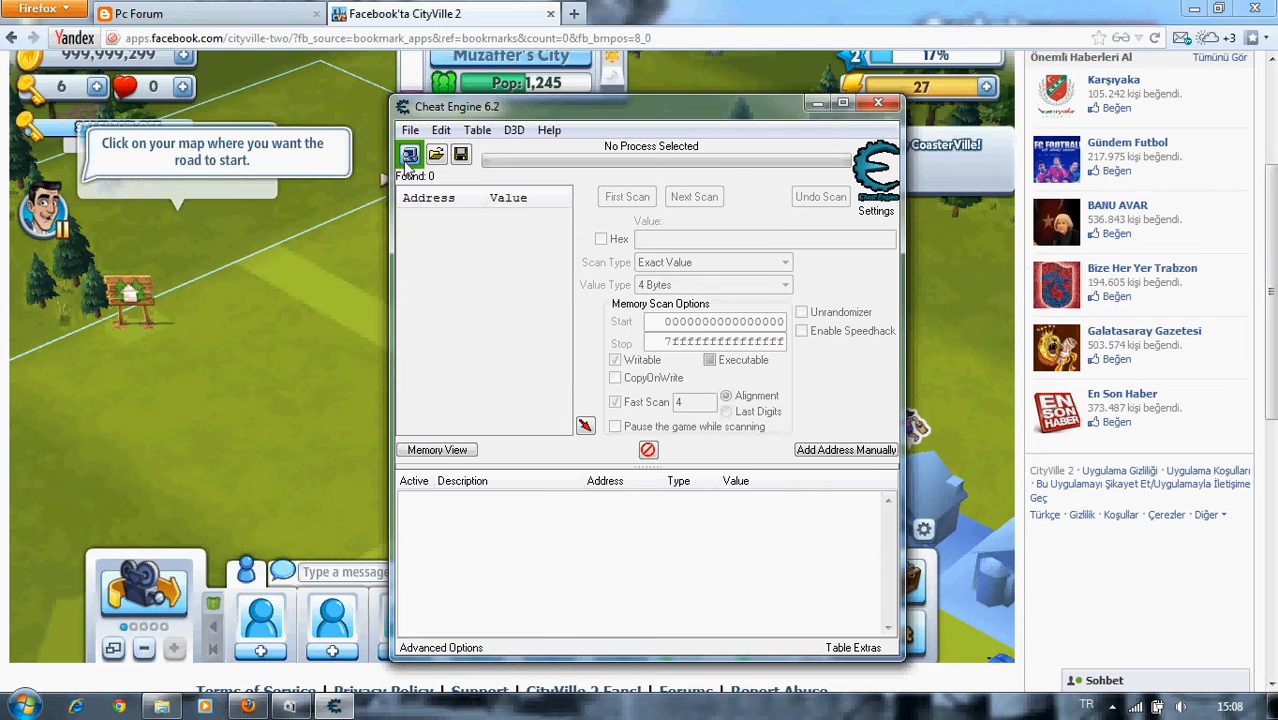 Firefox
Pc Forum
Facebook'ta CityVille 2
Yandex
apps.facebook.com/cityville-two/?fb_source=bookmark_apps&ref=bookmarks&count=0&fb_bmpos=8_0
+3
999,999,299
Muzaffer's City
2
17%
6
0
Pop: 1,245
27
Click on your map where you want the
road to start.
CoasterVille!
Cheat Engine 6.2
File Edit Table D3D Help
No Process Selected
Found: 0
Address Value
First Scan
Next Scan
Undo Scan
Cheat Engine
Settings
Value:
Hex
Scan Type
Exact Value
Value Type
4 Bytes
Memory Scan Options
Start
0000000000000000
Stop
7fffffffffffffff
Unrandomizer
Enable Speedhack
Writable
Executable
CopyOnWrite
Fast Scan
4
Alignment
Last Digits
Pause the game while scanning
Memory View
Add Address Manually
Active Description Address Type Value
Advanced Options
Table Extras
Type a message
Önemli Haberleri Al
Tümünü Gör
Karşıyaka
105.242 kişi beğendi.
Beğen
FC FOOTBALL
Gündem Futbol
217.975 kişi beğendi.
Beğen
BANU AVAR
536.843 kişi beğendi.
Beğen
Bize Her Yer Trabzon
194.605 kişi beğendi.
Beğen
Galatasaray Gazetesi
503.574 kişi beğendi.
Beğen
EN SON
HABER
En Son Haber
373.487 kişi beğendi.
Beğen
CityVille 2 · Uygulama Gizliliği · Uygulama Koşulları
· Bu Uygulamayı Şikayet Et/Uygulamayla İletişime
Geç
Türkçe · Gizlilik · Koşullar · Çerezler · Diğer
Terms of Service | Privacy Policy | Support | CityVille 2 Fans! | Forums | Report Abuse
Sohbet
TR
15:08